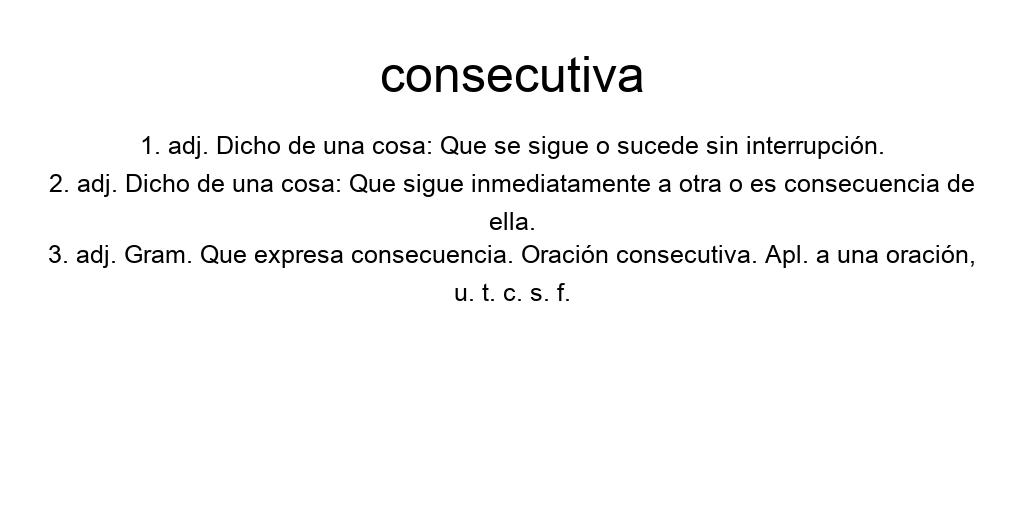 consecutiva
1. adj. Dicho de una cosa: Que se sigue o sucede sin interrupción.
2. adj. Dicho de una cosa: Que sigue inmediatamente a otra o es consecuencia de
ella.
3. adj. Gram. Que expresa consecuencia. Oración consecutiva. Apl. a una oración,
u. t. c. s. f.